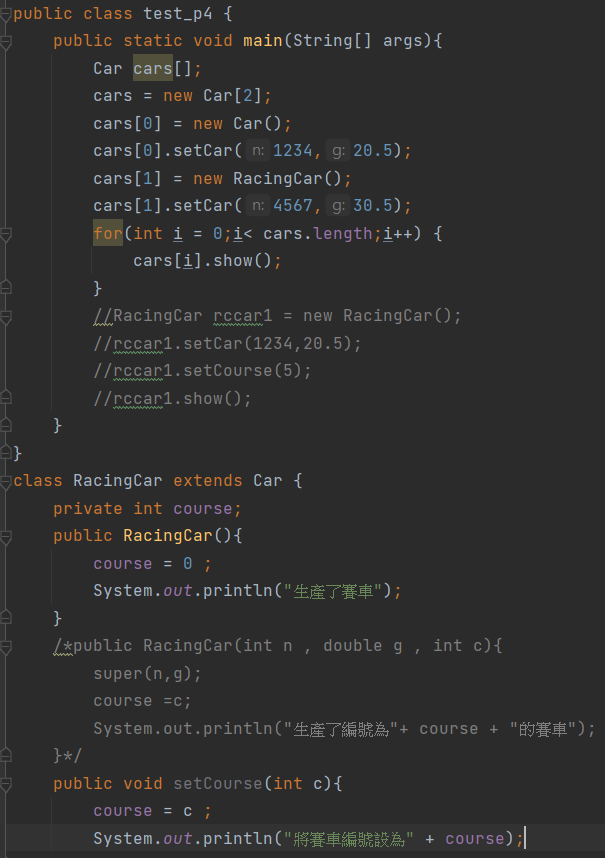 public class test_p4 {
    public static void main(String[] args){
        Car cars[];
        cars = new Car[2];
        cars[0] = new Car();
        cars[0].setCar( n: 1234, g: 20.5);
        cars[1] = new RacingCar();
        cars[1].setCar( n: 4567, g: 30.5);
        for(int i = 0;i< cars.length;i++) {
            cars[i].show();
        }
        //RacingCar rccar1 = new RacingCar();
        //rccar1.setCar(1234,20.5);
        //rccar1.setCourse(5);
        //rccar1.show();
    }
}
class RacingCar extends Car {
    private int course;
    public RacingCar(){
        course = 0 ;
        System.out.println("生產了賽車");
    }
    /*public RacingCar(int n , double g , int c){
        super(n,g);
        course =c;
        System.out.println("生產了編號為"+ course + "的賽車");
    }*/
    public void setCourse(int c){
        course = c ;
        System.out.println("將賽車編號設為" + course);